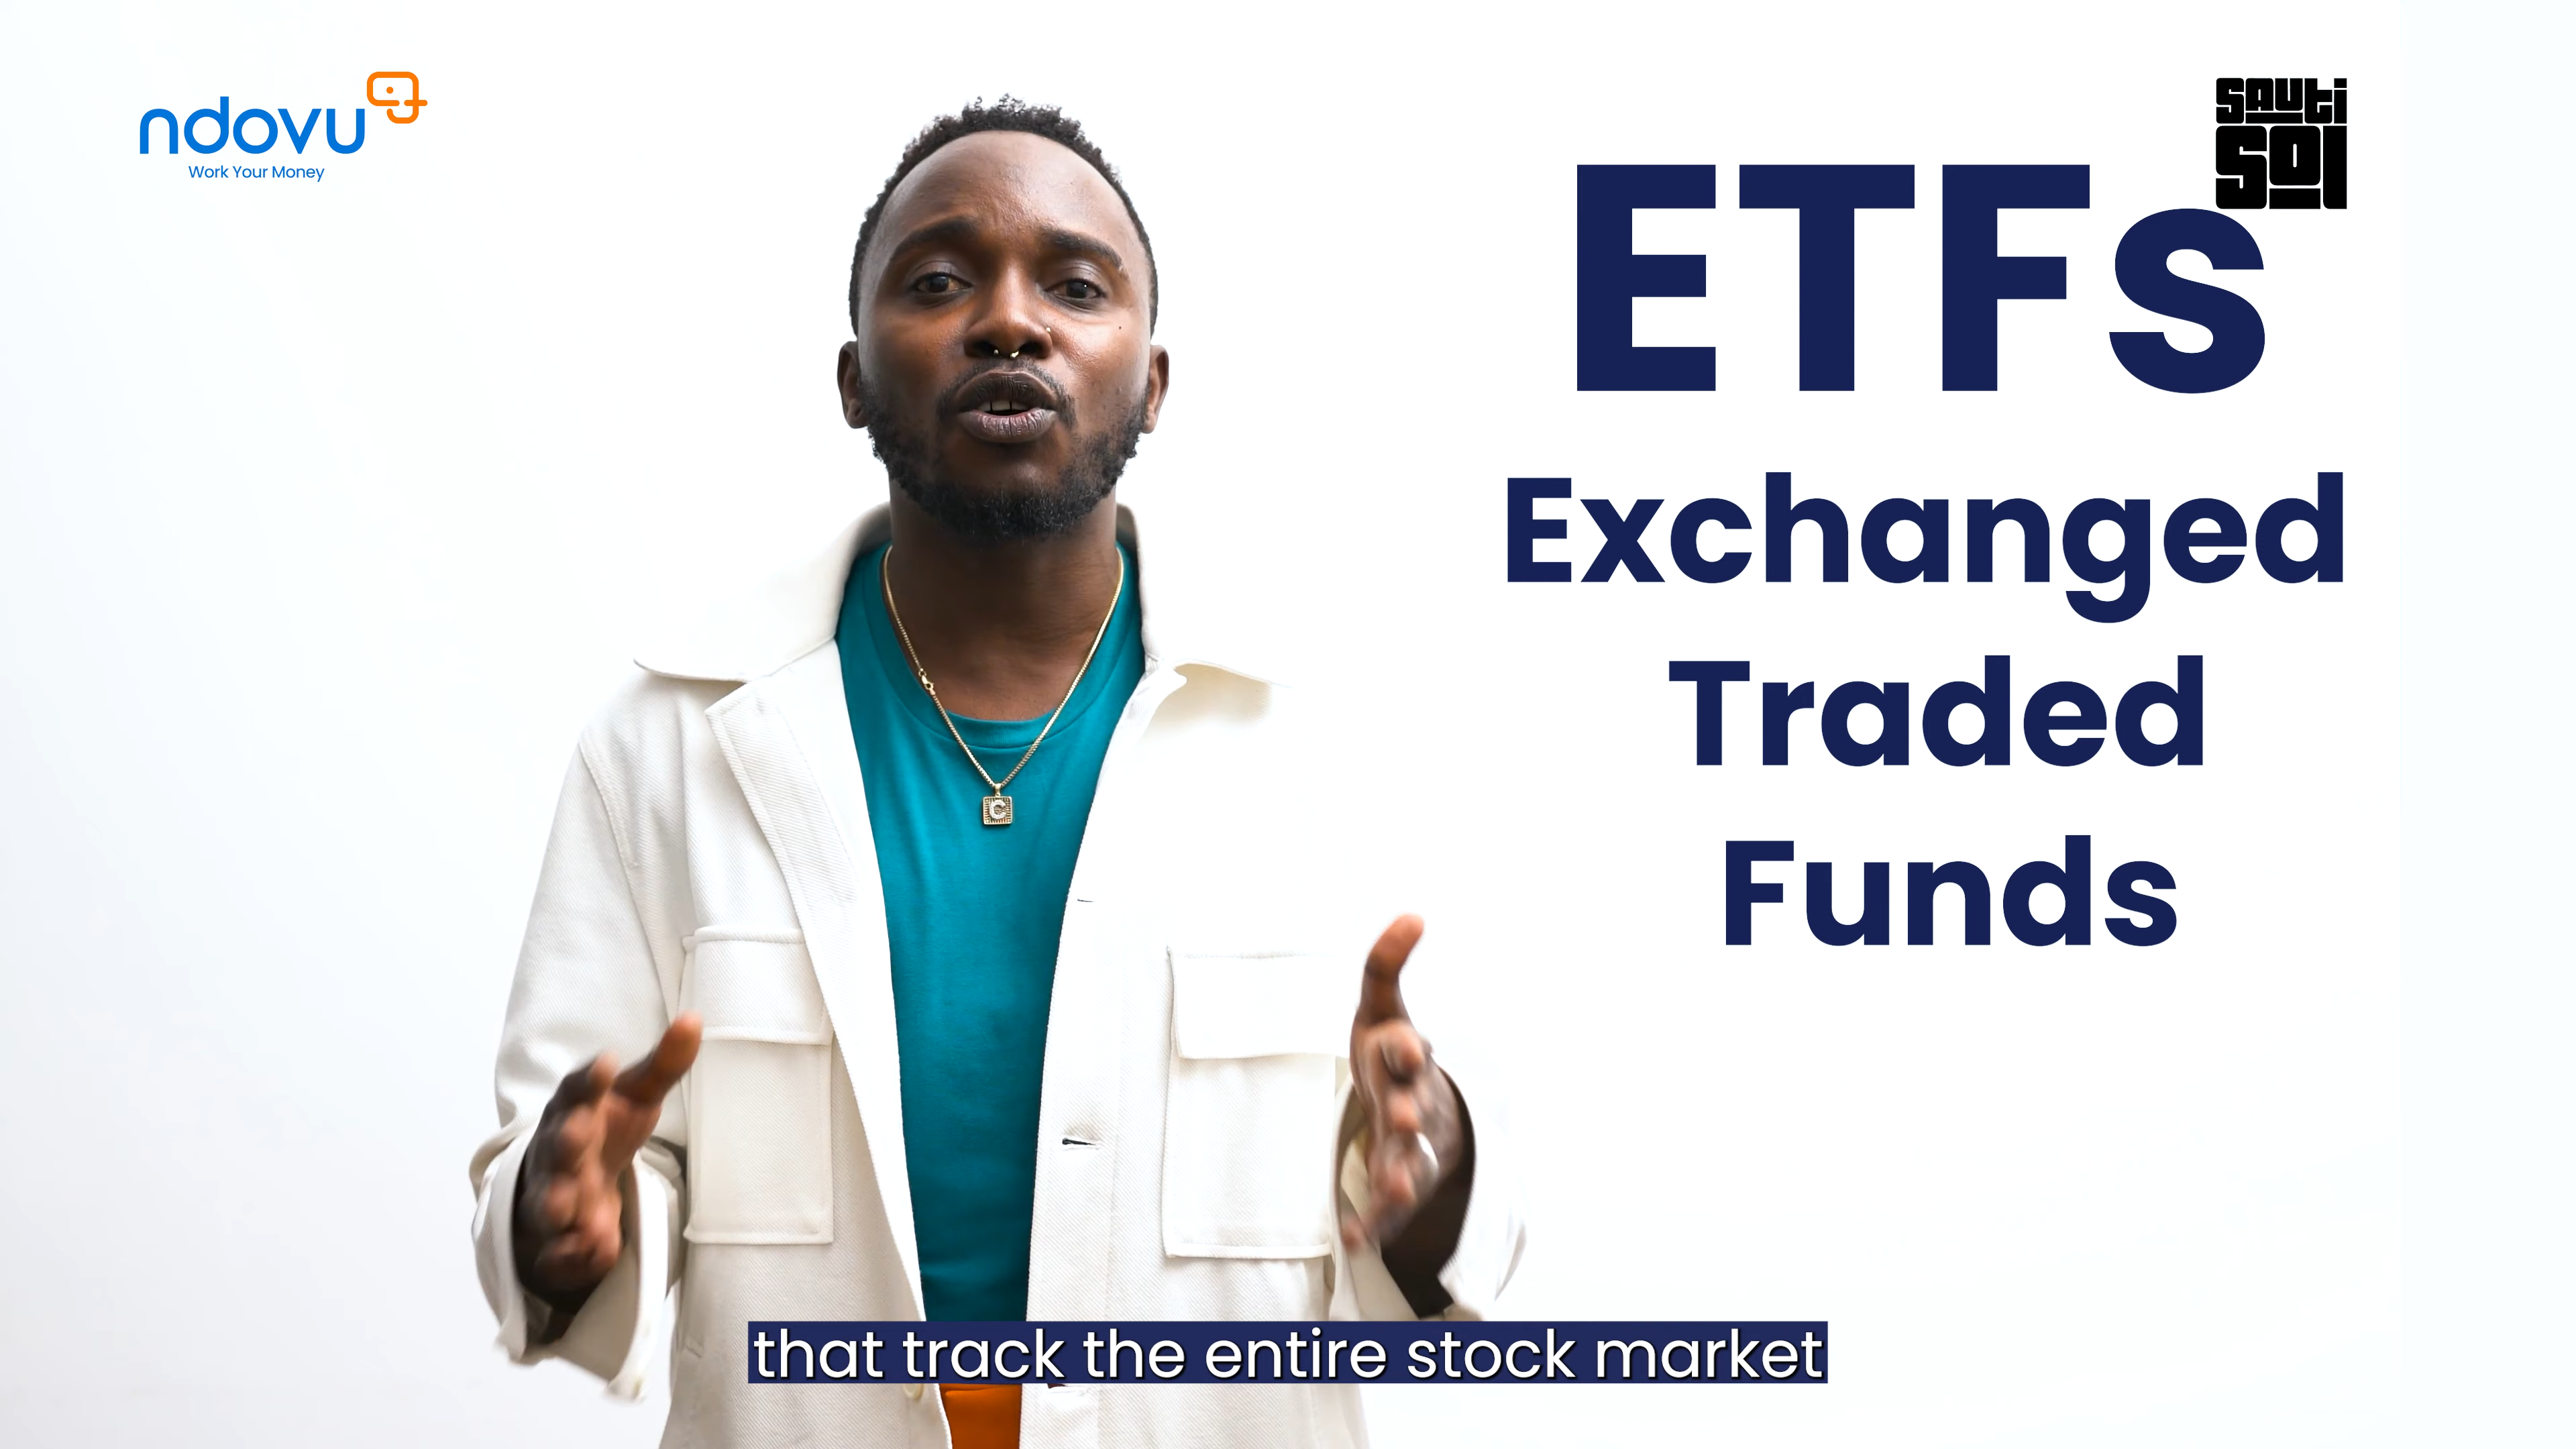 ndovu
Work Your Money
Sauti
Sol
ETFs
Exchanged
Traded
Funds
C
that track the entire stock market